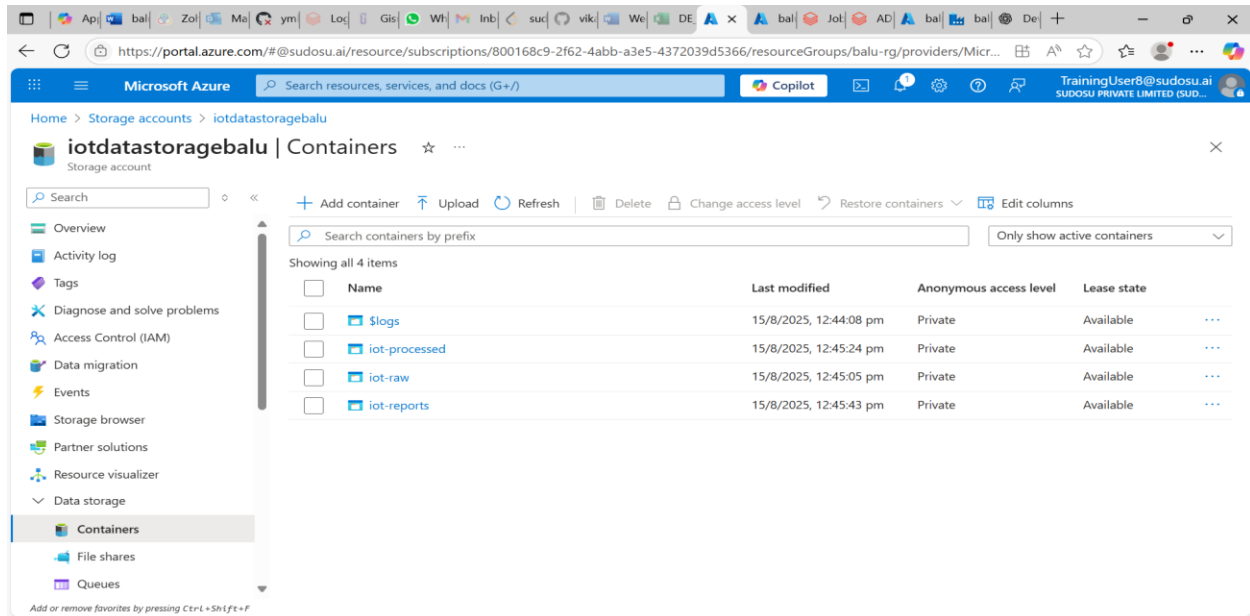 Ap bal Zol Ma ym Loc Gis Wh Inb suc vika We DE bal Job AD bal bal De
https://portal.azure.com/#@sudosu.ai/resource/subscriptions/800168c9-2f62-4abb-a3e5-4372039d5366/resourceGroups/balu-rg/providers/Micr...
Microsoft Azure
Search resources, services, and docs (G+/)
Copilot
1
TrainingUser8@sudosu.ai
SUDOSU PRIVATE LIMITED (SUD...
Home > Storage accounts > iotdatastoragebalu
iotdatastoragebalu | Containers
Storage account
Search
Add container Upload Refresh Delete Change access level Restore containers Edit columns
Overview
Activity log
Tags
Diagnose and solve problems
Access Control (IAM)
Data migration
Events
Storage browser
Partner solutions
Resource visualizer
Data storage
Containers
File shares
Queues
Add or remove favorites by pressing Ctrl+Shift+F
Search containers by prefix
Only show active containers
Showing all 4 items
Name Last modified Anonymous access level Lease state
$logs 15/8/2025, 12:44:08 pm Private Available ...
iot-processed 15/8/2025, 12:45:24 pm Private Available ...
iot-raw 15/8/2025, 12:45:05 pm Private Available ...
iot-reports 15/8/2025, 12:45:43 pm Private Available ...